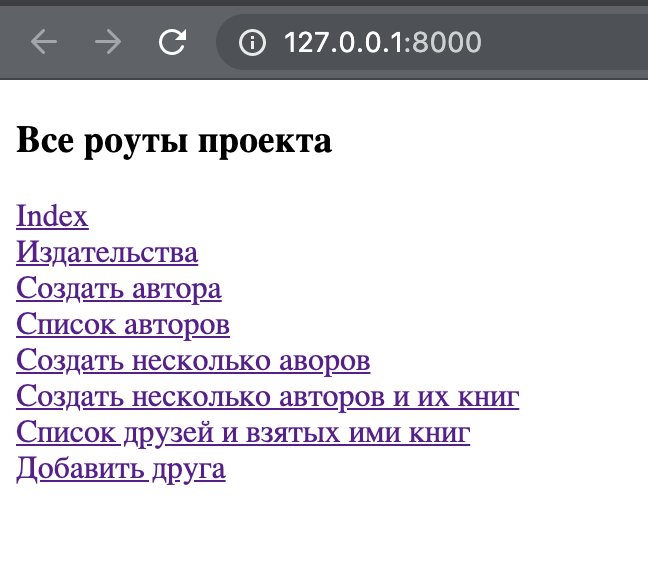 127.0.0.1:8000
Все роуты проекта
Index
Издательства
Создать автора
Список авторов
Создать несколько аворов
Создать несколько авторов и их книг
Список друзей и взятых ими книг
Добавить друга